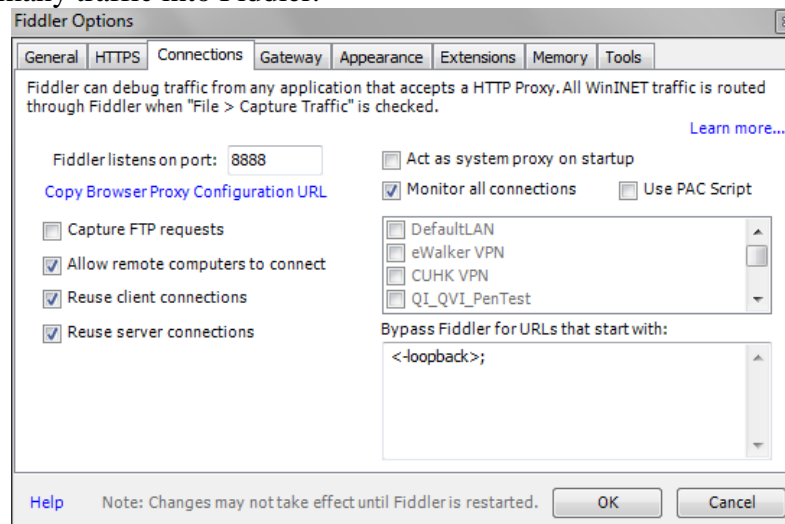 many traffic into Fiddler.
Fiddler Options
General HTTPS Connections Gateway Appearance Extensions Memory Tools
Fiddler can debug traffic from any application that accepts a HTTP Proxy. All WinINET traffic is routed
through Fiddler when "File > Capture Traffic" is checked.
Learn more...
Fiddler listens on port: 8888
Act as system proxy on startup
Copy Browser Proxy Configuration URL
Monitor all connections
Use PAC Script
Capture FTP requests
Allow remote computers to connect
Reuse client connections
Reuse server connections
DefaultLAN
eWalker VPN
CUHK VPN
QI_QVI_PenTest
Bypass Fiddler for URLs that start with:
<-loopback>;
Help
Note: Changes may not take effect until Fiddler is restarted.
OK
Cancel